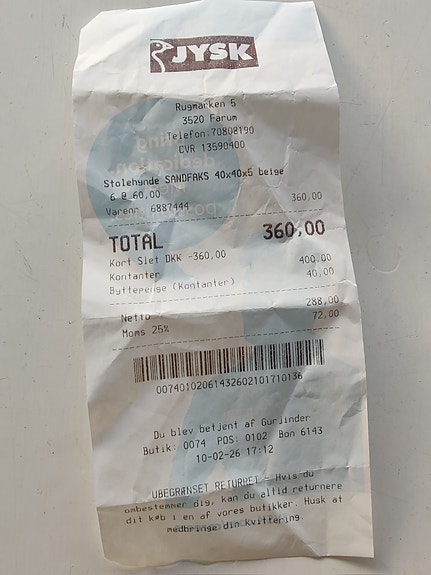 JYSK
Rugmarken 5
3520 Farum
Telefon:70808190
CVR 13590400
Stolehynde SANDFAKS 40x40x5 beige
6 @ 60,00 360,00
Varenr. 6887444
TOTAL 360,00
Kort Slet DKK -360,00
Kontanter 400,00
Byttepenge (Kontanter) 40,00
Netto 288,00
Moms 25% 72,00
00740102061432602101710136
Du blev betjent af Gurjinder
Butik: 0074 POS: 0102 Bon 6143
10-02-26 17:12
UBEGRÆNSET RETURRET - Hvis du
ombestemmer dig, kan du altid returnere
dit køb i en af vores butikker. Husk at
medbringe din kvittering.